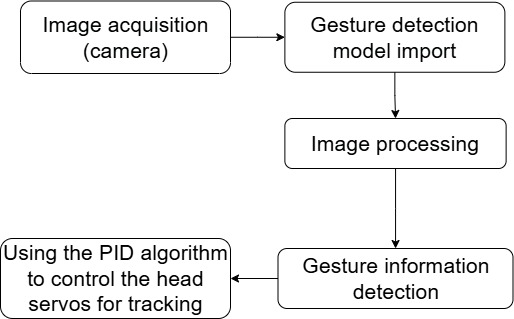 Image acquisition
(camera)
Gesture detection
model import
Image processing
Gesture information
detection
Using the PID algorithm
to control the head
servos for tracking